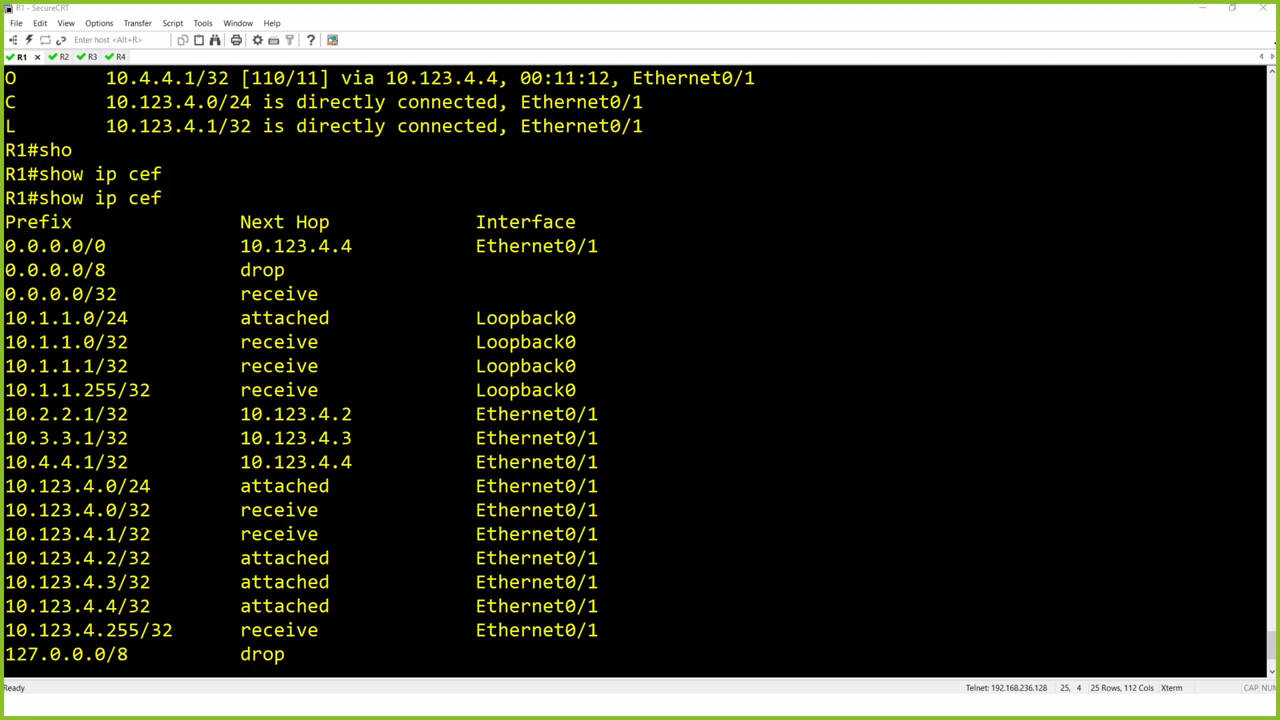 R1 - SecureCRT
File Edit View Options Transfer Script Tools Window Help
Enter host <Alt+R>
R1 R2 R3 R4
O 10.4.4.1/32 [110/11] via 10.123.4.4, 00:11:12, Ethernet0/1
C 10.123.4.0/24 is directly connected, Ethernet0/1
L 10.123.4.1/32 is directly connected, Ethernet0/1
R1#sho
R1#show ip cef
R1#show ip cef
Prefix Next Hop Interface
0.0.0.0/0 10.123.4.4 Ethernet0/1
0.0.0.0/8 drop
0.0.0.0/32 receive
10.1.1.0/24 attached Loopback0
10.1.1.0/32 receive Loopback0
10.1.1.1/32 receive Loopback0
10.1.1.255/32 receive Loopback0
10.2.2.1/32 10.123.4.2 Ethernet0/1
10.3.3.1/32 10.123.4.3 Ethernet0/1
10.4.4.1/32 10.123.4.4 Ethernet0/1
10.123.4.0/24 attached Ethernet0/1
10.123.4.0/32 receive Ethernet0/1
10.123.4.1/32 receive Ethernet0/1
10.123.4.2/32 attached Ethernet0/1
10.123.4.3/32 attached Ethernet0/1
10.123.4.4/32 attached Ethernet0/1
10.123.4.255/32 receive Ethernet0/1
127.0.0.0/8 drop
Ready Telnet: 192.168.236.128 25, 4 25 Rows, 112 Cols Xterm CAP NUM